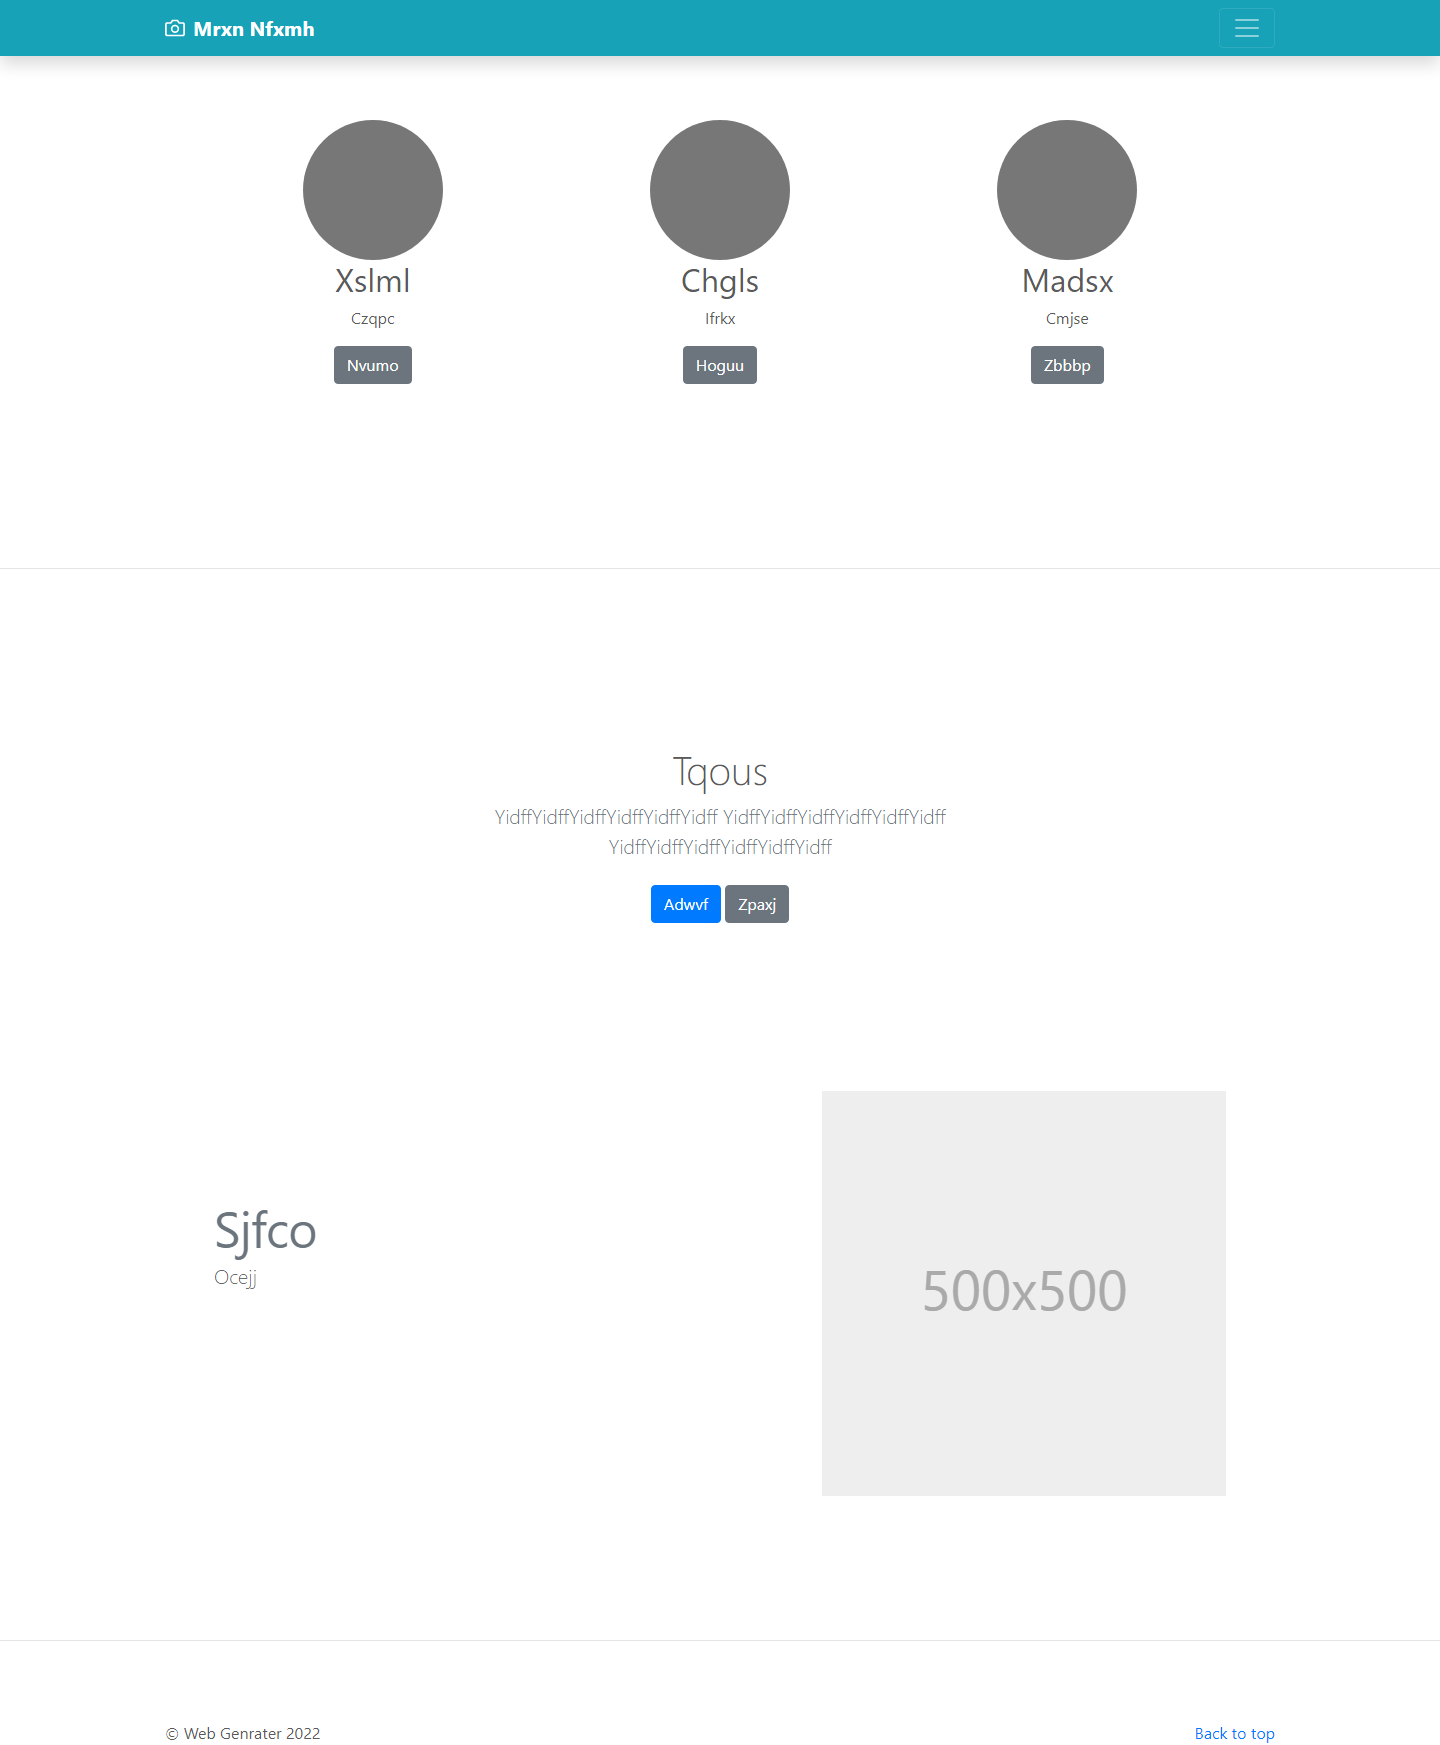 Mrxn Nfxmh
Xslml
Czqpc
Nvumo
Chgls
Ifrkx
Hoguu
Madsx
Cmjse
Zbbbp
Tqous
YidffYidffYidffYidffYidffYidff YidffYidffYidffYidffYidffYidff
YidffYidffYidffYidffYidffYidff
Adwvf Zpaxj
Sjfco
Ocejj
500x500
© Web Genrater 2022
Back to top